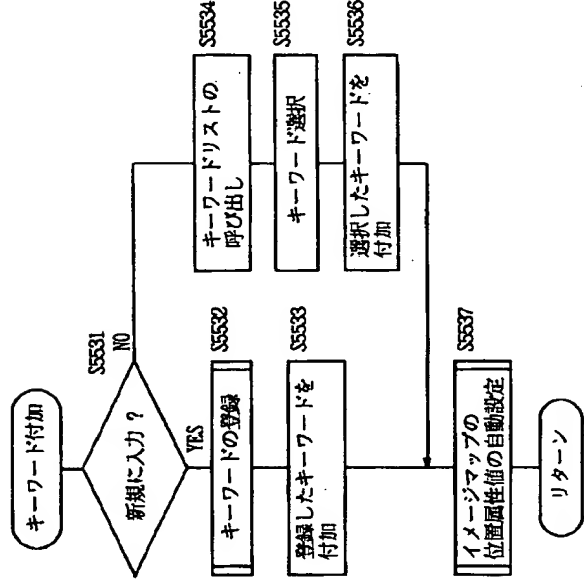 キーワード付加
S5531
新規に入力？
NO
YES
S5532
キーワードの登録
S5533
登録したキーワードを
付加
S5534
キーワードリストの
呼び出し
S5535
キーワード選択
S5536
選択したキーワードを
付加
S5537
イメージマップの
位置属性値の自動設定
リターン